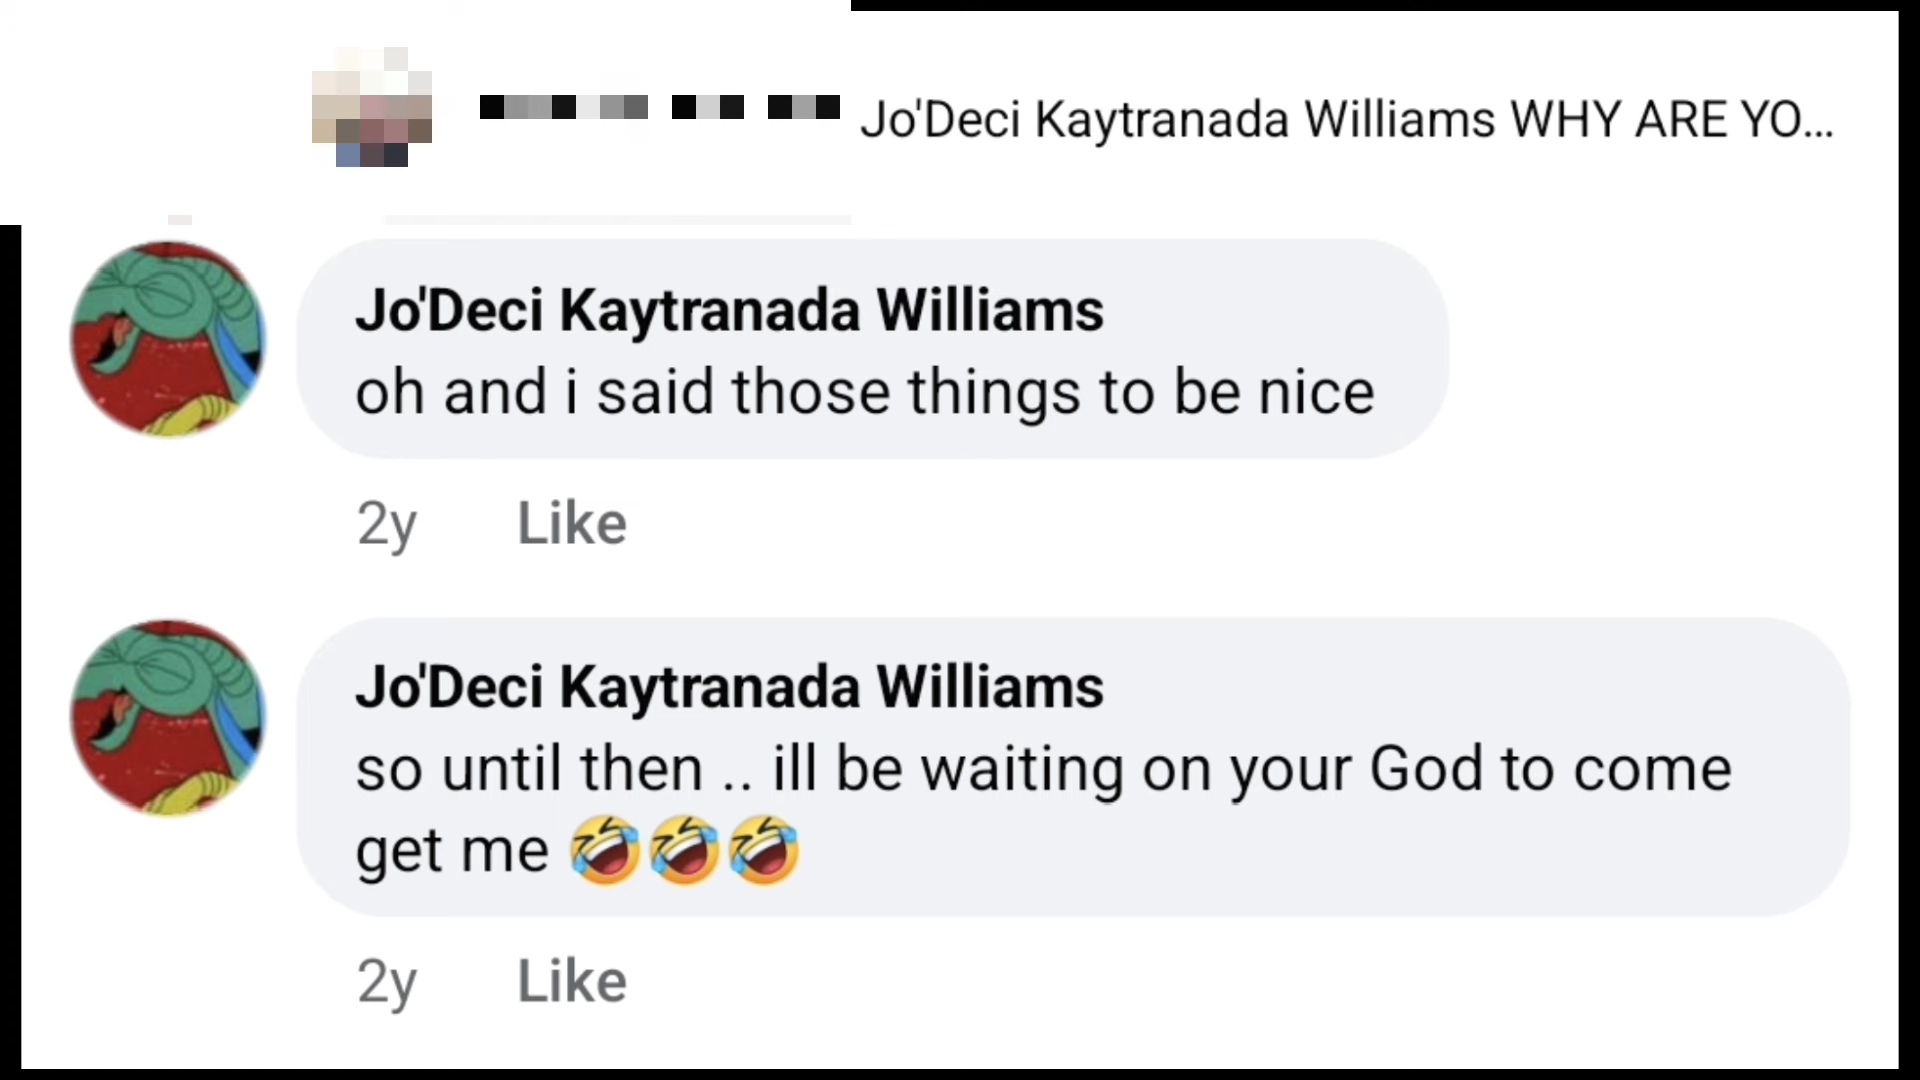 Jo'Deci Kaytranada Williams WHY ARE YO...
Jo'Deci Kaytranada Williams
oh and i said those things to be nice
2y Like
Jo'Deci Kaytranada Williams
so until then .. ill be waiting on your God to come
get me 🤣🤣🤣
2y Like